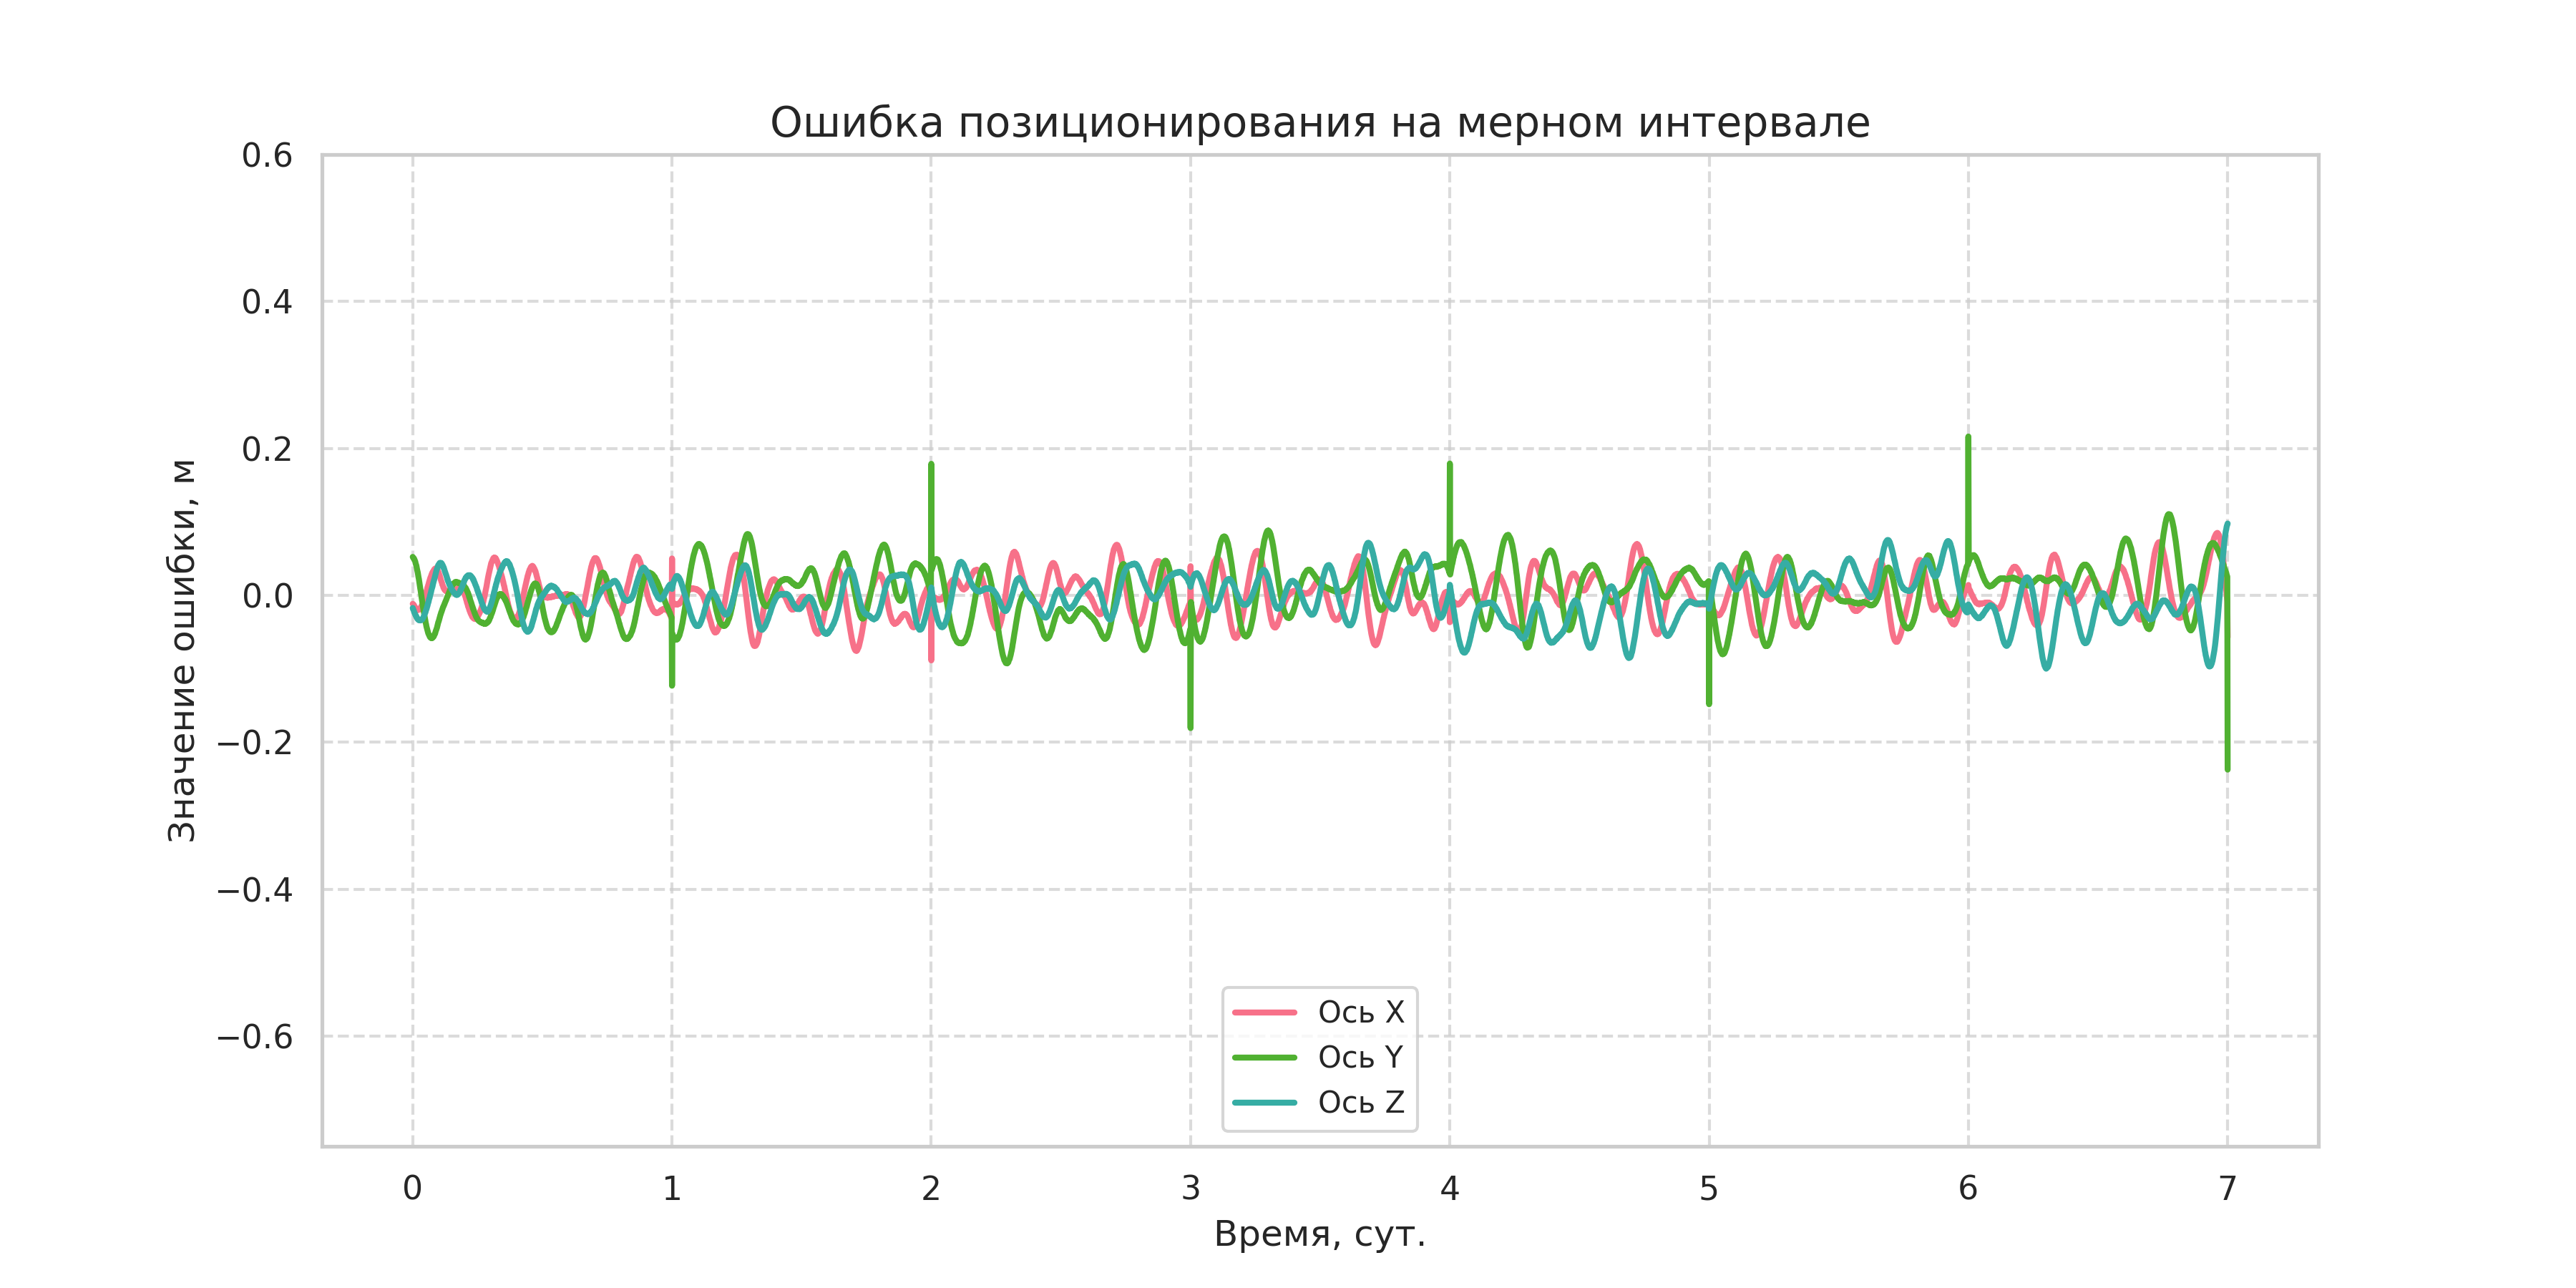 Ошибка позиционирования на мерном интервале
Значение ошибки, м
0.6
0.4
0.2
0.0
−0.2
−0.4
−0.6
Ось X
Ось Y
Ось Z
0 1 2 3 4 5 6 7
Время, сут.